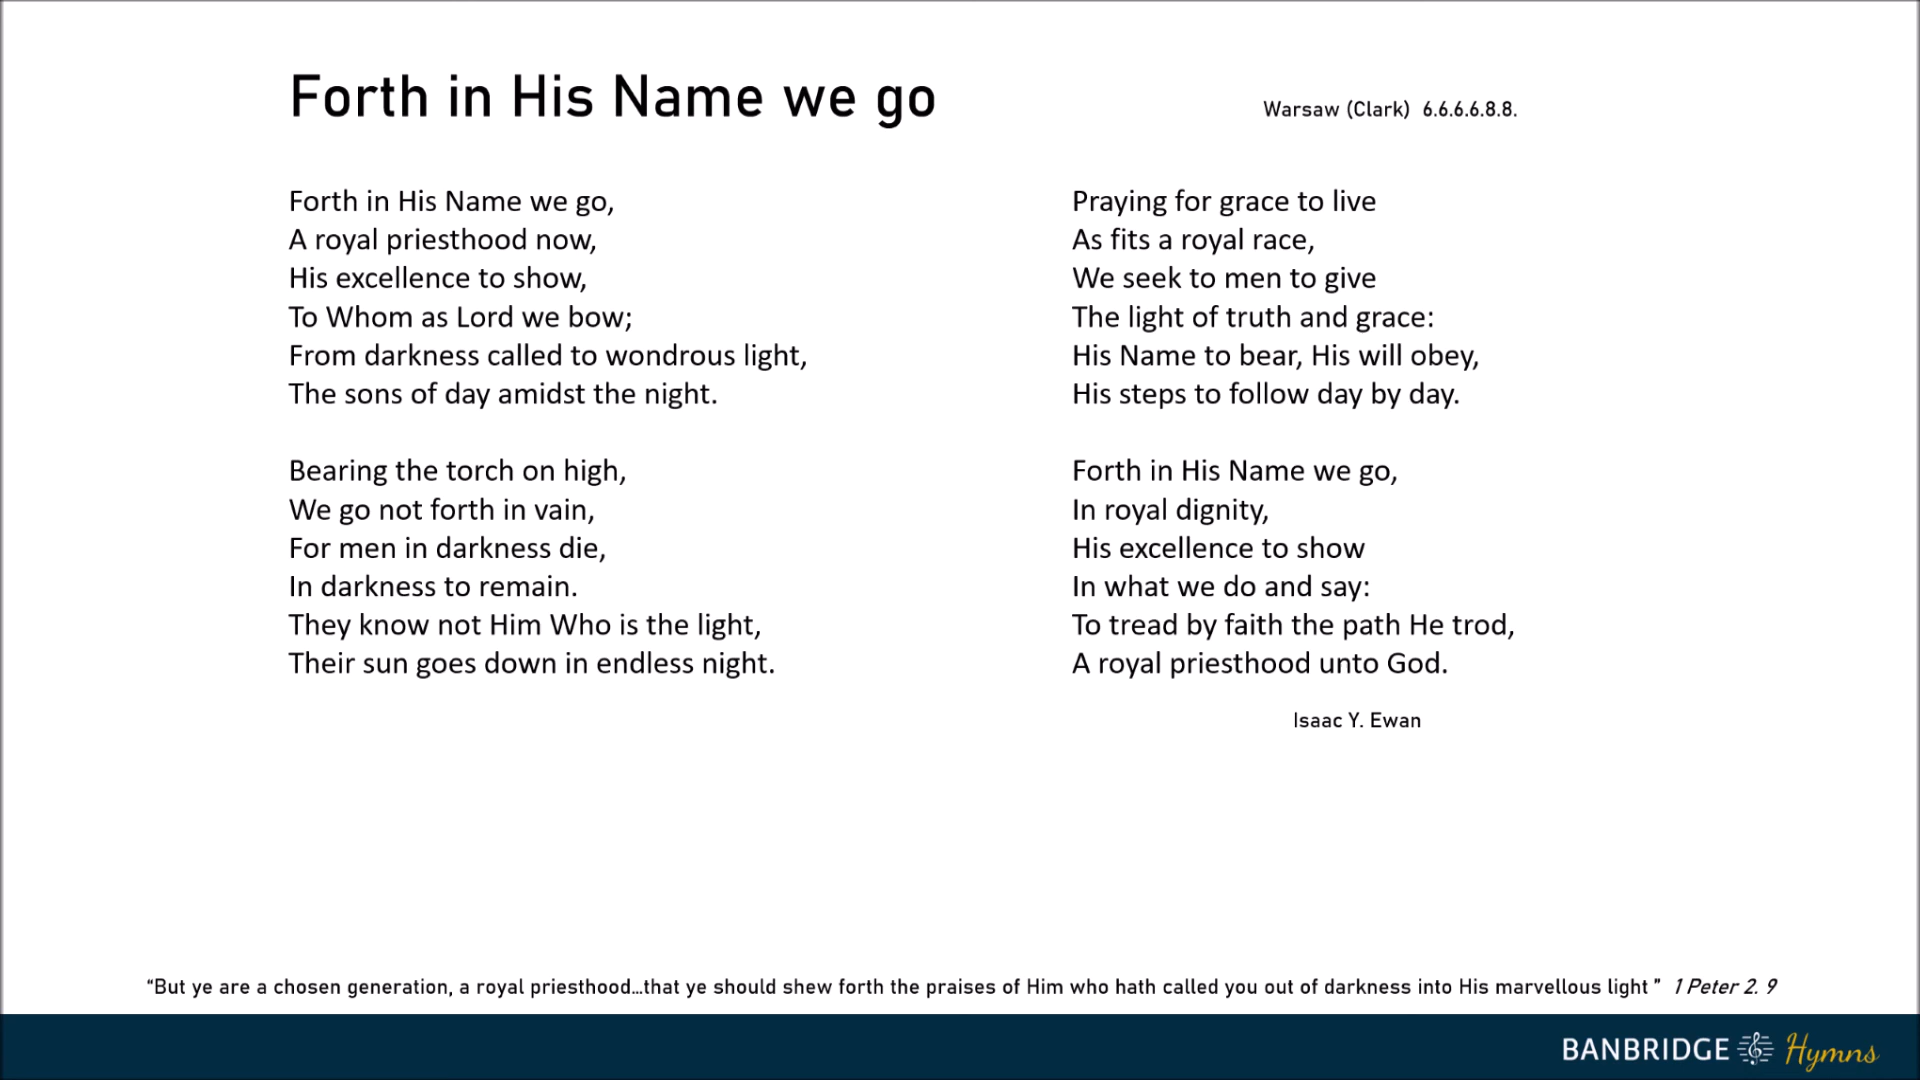 Forth in His Name we go
Warsaw (Clark) 6.6.6.6.8.8.
Forth in His Name we go,
A royal priesthood now,
His excellence to show,
To Whom as Lord we bow;
From darkness called to wondrous light,
The sons of day amidst the night.
Bearing the torch on high,
We go not forth in vain,
For men in darkness die,
In darkness to remain.
They know not Him Who is the light,
Their sun goes down in endless night.
Praying for grace to live
As fits a royal race,
We seek to men to give
The light of truth and grace:
His Name to bear, His will obey,
His steps to follow day by day.
Forth in His Name we go,
In royal dignity,
His excellence to show
In what we do and say:
To tread by faith the path He trod,
A royal priesthood unto God.
Isaac Y. Ewan
“But ye are a chosen generation, a royal priesthood…that ye should shew forth the praises of Him who hath called you out of darkness into His marvellous light ” 1 Peter 2. 9
BANBRIDGE Hymns